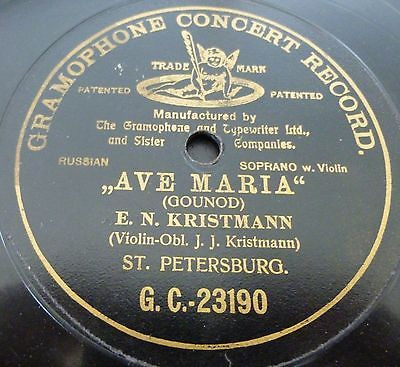 GRAMOPHONE CONCERT RECORD.
TRADE MARK
PATENTED PATENTED
Manufactured by
The Gramophone and Typewriter Ltd.,
and Sister Companies.
RUSSIAN SOPRANO w. Violin
„AVE MARIA“
(GOUNOD)
E. N. KRISTMANN
(Violin-Obl. J. J. Kristmann)
ST. PETERSBURG.
G. C.-23190